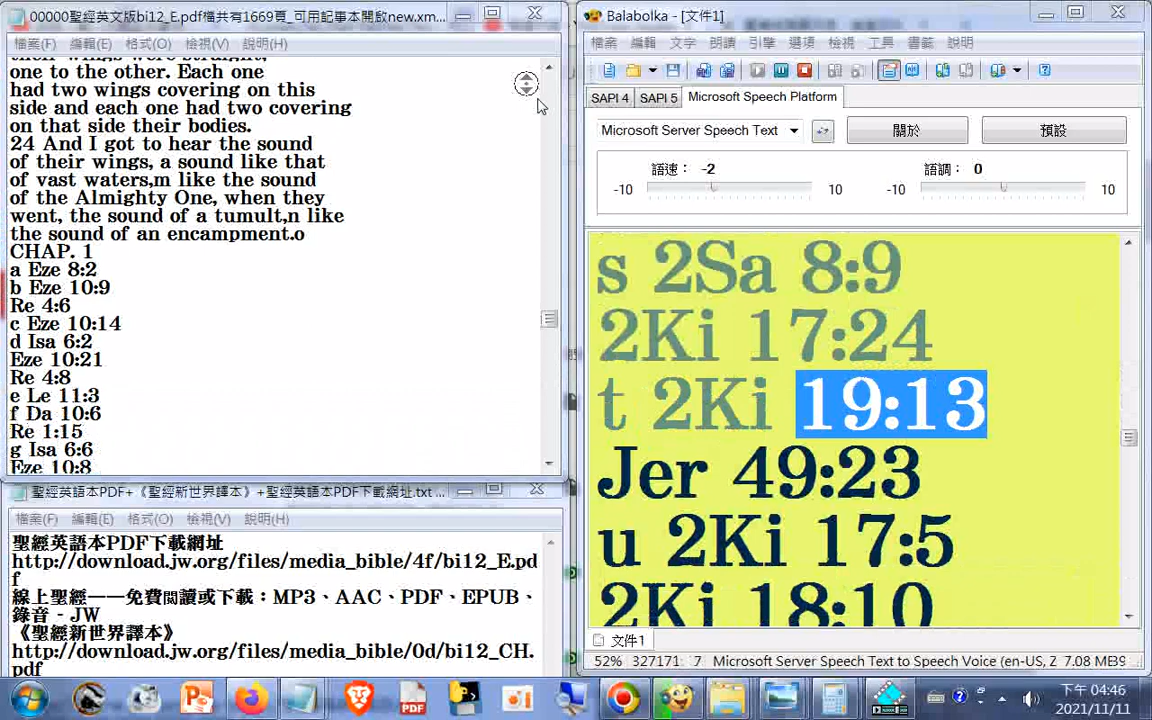 00000聖經英文版bi12_E.pdf檔共有1669頁_可用記事本開啟new.xm...
檔案(F) 編輯(E) 格式(O) 檢視(V) 說明(H)
their wings were straight,
one to the other. Each one
had two wings covering on this
side and each one had two covering
on that side their bodies.
24 And I got to hear the sound
of their wings, a sound like that
of vast waters,m like the sound
of the Almighty One, when they
went, the sound of a tumult,n like
the sound of an encampment.o
CHAP. 1
a Eze 8:2
b Eze 10:9
Re 4:6
c Eze 10:14
d Isa 6:2
Eze 10:21
Re 4:8
e Le 11:3
f Da 10:6
Re 1:15
g Isa 6:6
Eze 10:8
聖經英語本PDF+《聖經新世界譯本》+聖經英語本PDF下載網址.txt ...
檔案(F) 編輯(E) 格式(O) 檢視(V) 說明(H)
聖經英語本PDF下載網址
http://download.jw.org/files/media_bible/4f/bi12_E.pd
f
線上聖經——免費閱讀或下載：MP3、AAC、PDF、EPUB、
錄音 - JW
《聖經新世界譯本》
http://download.jw.org/files/media_bible/0d/bi12_CH.
pdf
Balabolka - [文件1]
檔案 編輯 文字 朗讀 引擎 選項 檢視 工具 書籤 說明
SAPI 4 SAPI 5 Microsoft Speech Platform
Microsoft Server Speech Text 關於 預設
語速： -2 語調： 0
-10 10 -10 10
s 2Sa 8:9
2Ki 17:24
t 2Ki 19:13
Jer 49:23
u 2Ki 17:5
2Ki 18:10
文件1
52% 327171: 7 Microsoft Server Speech Text to Speech Voice (en-US, Z 7.08 MB
下午 04:46
2021/11/11